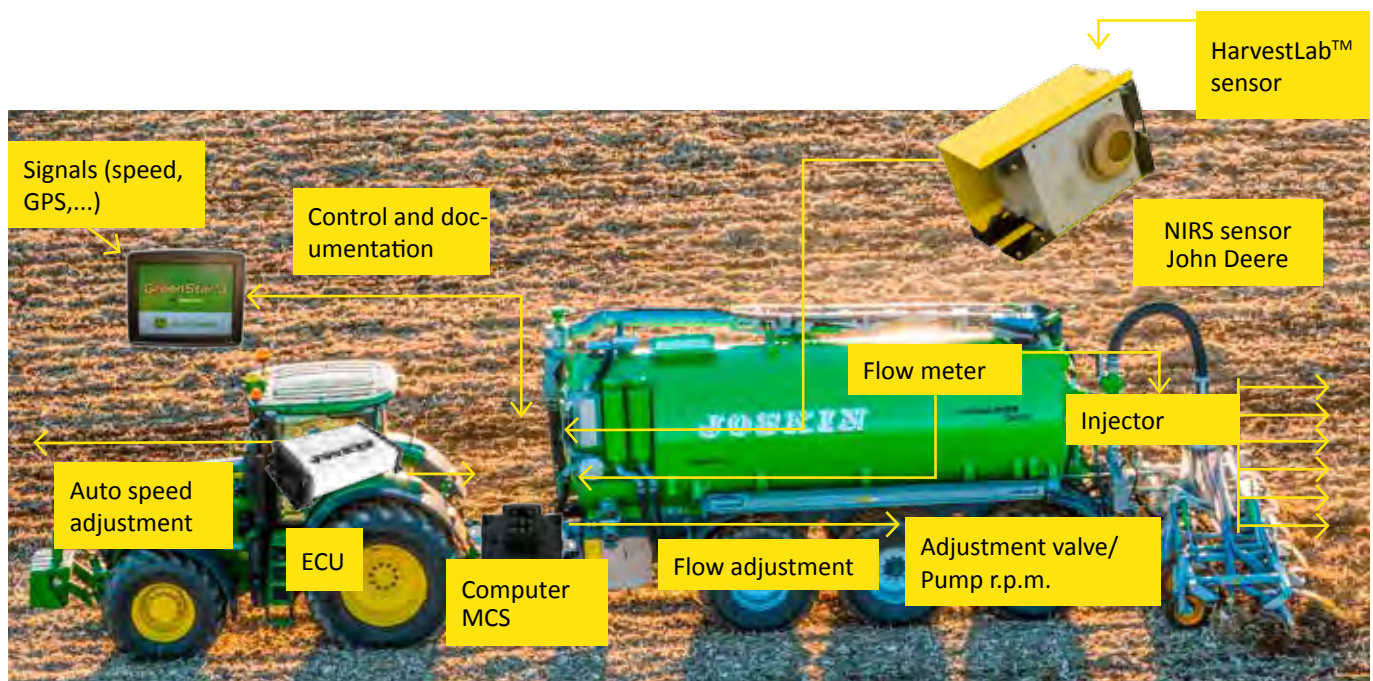 HarvestLab™
sensor
Signals (speed,
GPS,...)
Control and doc-
umentation
NIRS sensor
John Deere
GreenStar
Flow meter
JOSKIN
Injector
Auto speed
adjustment
ECU
Computer
MCS
Flow adjustment
Adjustment valve/
Pump r.p.m.